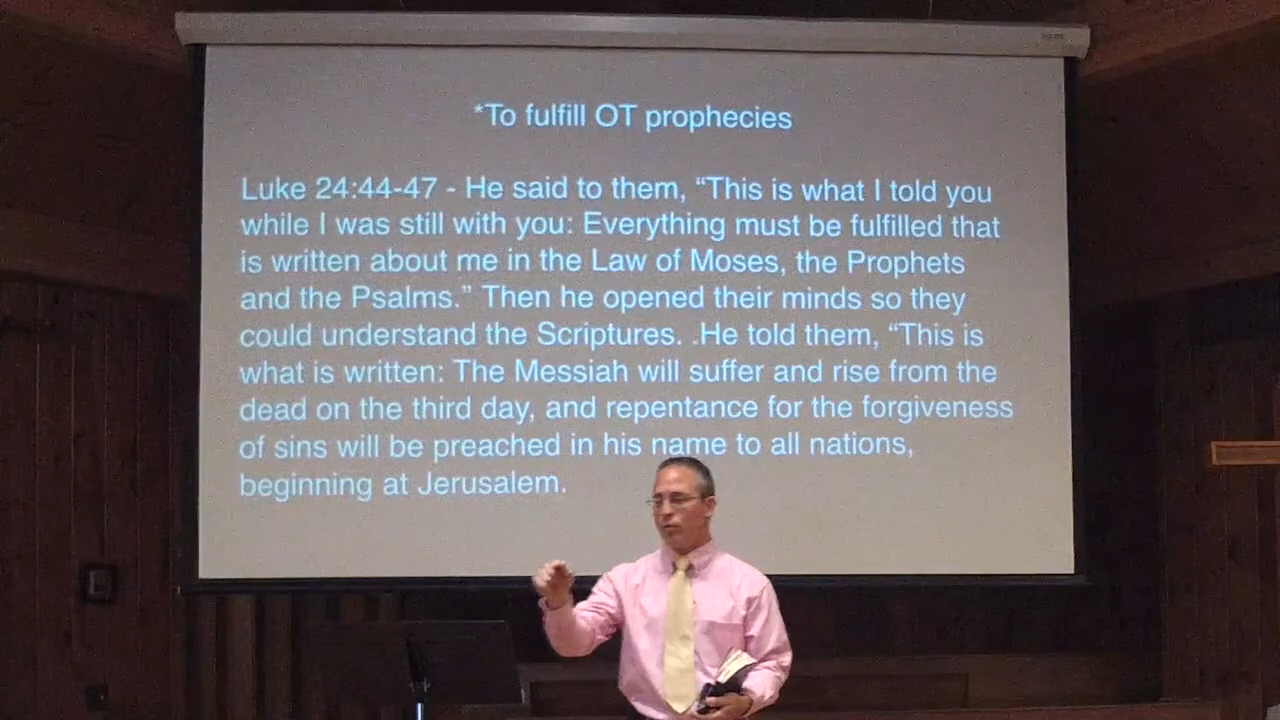 *To fulfill OT prophecies
Luke 24:44-47 - He said to them, “This is what I told you
while I was still with you: Everything must be fulfilled that
is written about me in the Law of Moses, the Prophets
and the Psalms.” Then he opened their minds so they
could understand the Scriptures. .He told them, “This is
what is written: The Messiah will suffer and rise from the
dead on the third day, and repentance for the forgiveness
of sins will be preached in his name to all nations,
beginning at Jerusalem.